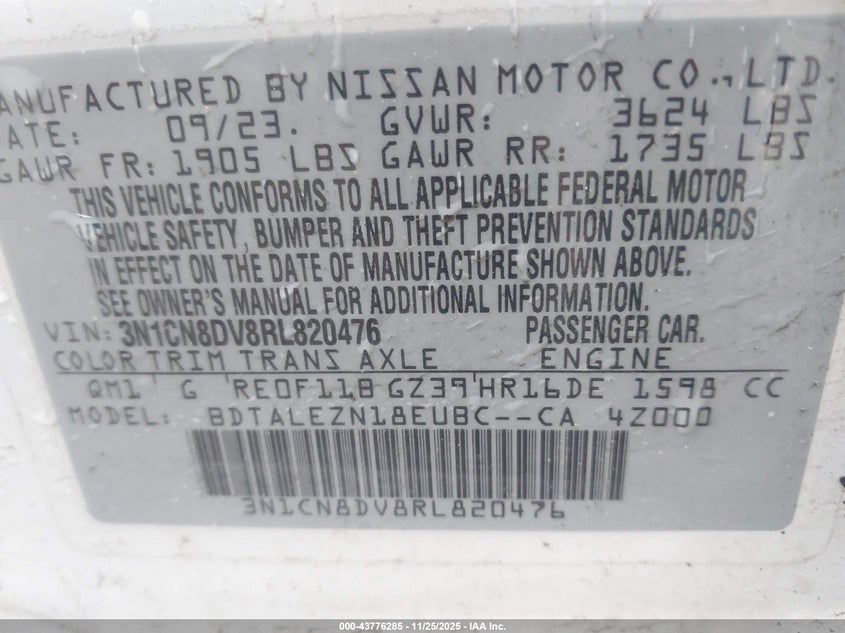 MANUFACTURED BY NISSAN MOTOR CO., LTD.
DATE: 09/23. GVWR: 3624 LBS
GAWR FR: 1905 LBS GAWR RR: 1735 LBS
THIS VEHICLE CONFORMS TO ALL APPLICABLE FEDERAL MOTOR
VEHICLE SAFETY, BUMPER AND THEFT PREVENTION STANDARDS
IN EFFECT ON THE DATE OF MANUFACTURE SHOWN ABOVE.
SEE OWNER'S MANUAL FOR ADDITIONAL INFORMATION.
VIN: 3N1CN8DV8RL820476 PASSENGER CAR.
COLOR TRIM TRANS AXLE ENGINE
QM1 G RE0F11B GZ39 HR16DE 1598 CC
MODEL: BDTALEZN18EUBC--CA 4Z000
3N1CN8DV8RL820476
000-43776285 - 11/25/2025 - IAA Inc.